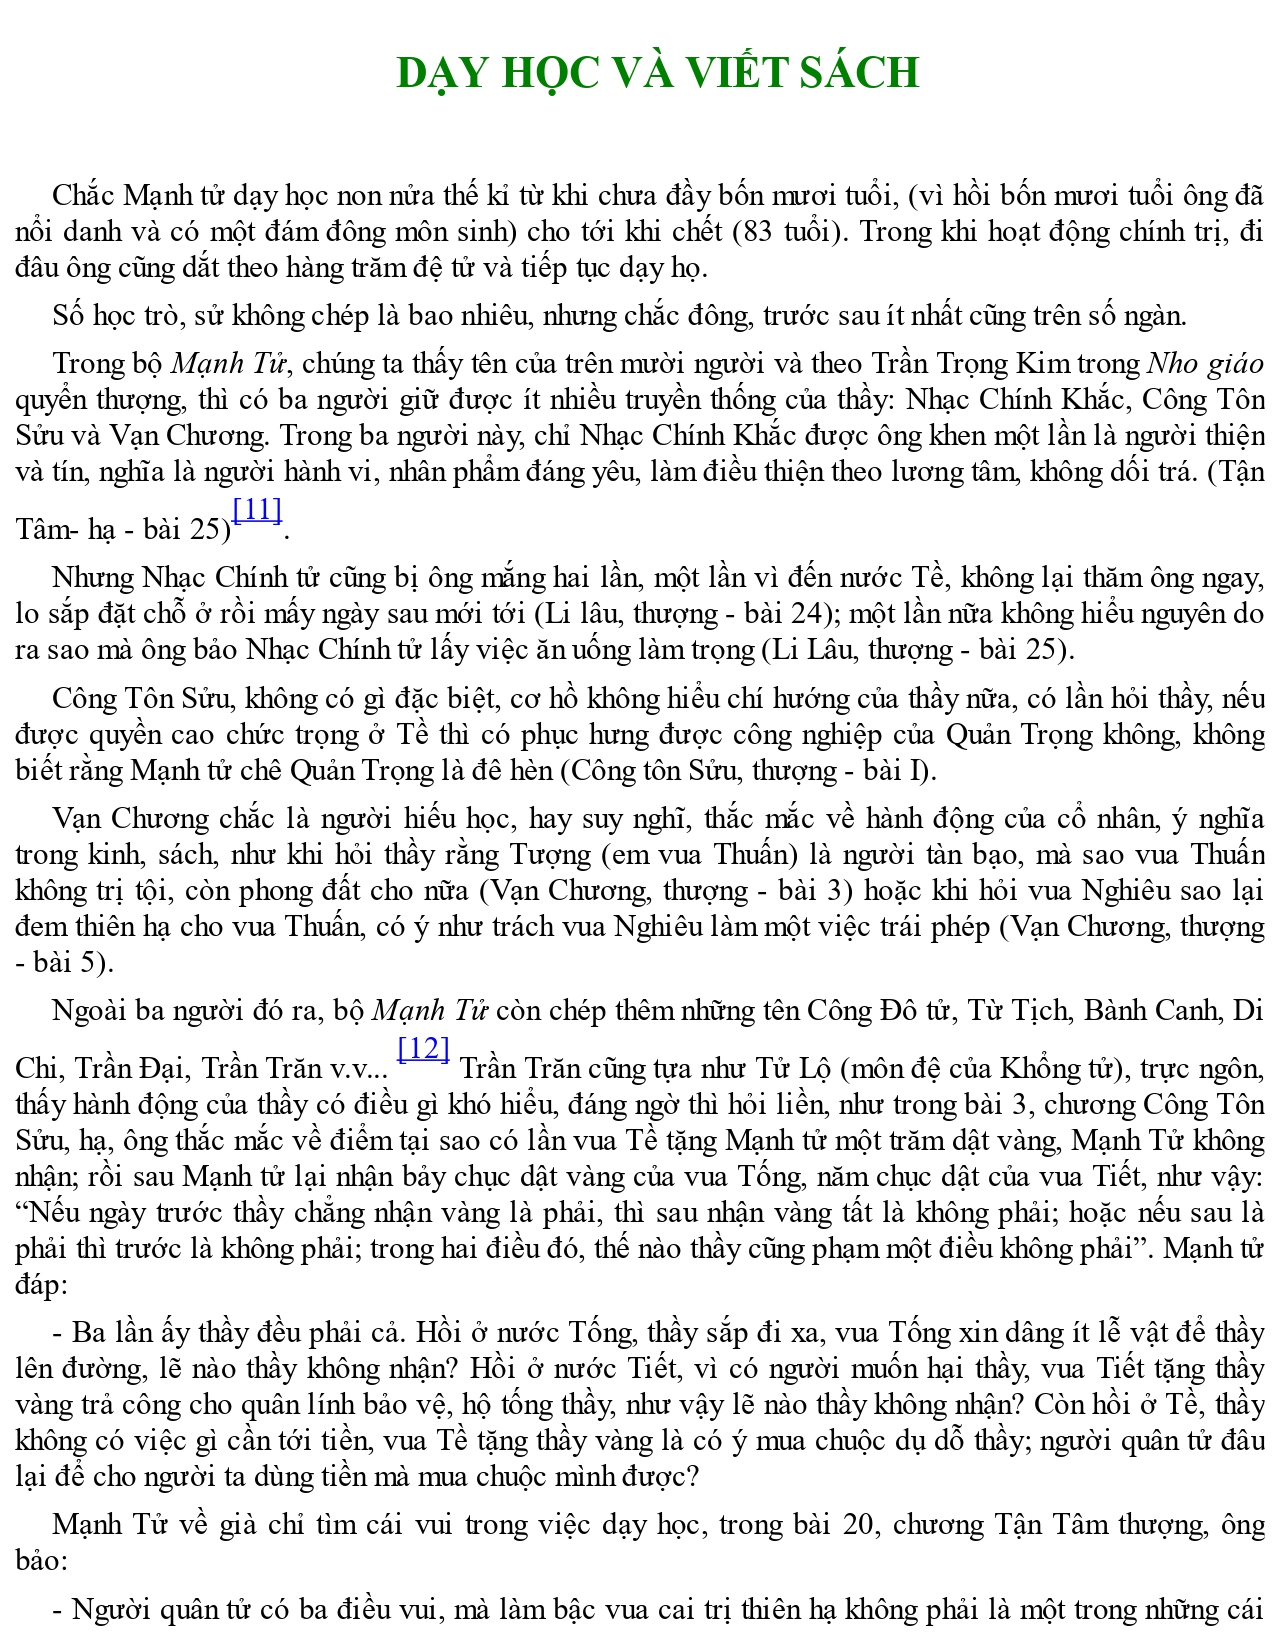 DẠY HỌC VÀ VIẾT SÁCH
Chắc Mạnh tử dạy học non nửa thế kỉ từ khi chưa đầy bốn mươi tuổi, (vì hồi bốn mươi tuổi ông đã
nổi danh và có một đám đông môn sinh) cho tới khi chết (83 tuổi). Trong khi hoạt động chính trị, đi
đâu ông cũng dắt theo hàng trăm đệ tử và tiếp tục dạy họ.
Số học trò, sử không chép là bao nhiêu, nhưng chắc đông, trước sau ít nhất cũng trên số ngàn.
Trong bộ Mạnh Tử, chúng ta thấy tên của trên mười người và theo Trần Trọng Kim trong Nho giáo
quyển thượng, thì có ba người giữ được ít nhiều truyền thống của thầy: Nhạc Chính Khắc, Công Tôn
Sửu và Vạn Chương. Trong ba người này, chỉ Nhạc Chính Khắc được ông khen một lần là người thiện
và tín, nghĩa là người hành vi, nhân phẩm đáng yêu, làm điều thiện theo lương tâm, không dối trá. (Tận
Tâm- hạ - bài 25)[11].
Nhưng Nhạc Chính tử cũng bị ông mắng hai lần, một lần vì đến nước Tề, không lại thăm ông ngay,
lo sắp đặt chỗ ở rồi mấy ngày sau mới tới (Li lâu, thượng - bài 24); một lần nữa không hiểu nguyên do
ra sao mà ông bảo Nhạc Chính tử lấy việc ăn uống làm trọng (Li Lâu, thượng - bài 25).
Công Tôn Sửu, không có gì đặc biệt, cơ hồ không hiểu chí hướng của thầy nữa, có lần hỏi thầy, nếu
được quyền cao chức trọng ở Tề thì có phục hưng được công nghiệp của Quản Trọng không, không
biết rằng Mạnh tử chê Quản Trọng là đê hèn (Công tôn Sửu, thượng - bài I).
Vạn Chương chắc là người hiếu học, hay suy nghĩ, thắc mắc về hành động của cổ nhân, ý nghĩa
trong kinh, sách, như khi hỏi thầy rằng Tượng (em vua Thuấn) là người tàn bạo, mà sao vua Thuấn
không trị tội, còn phong đất cho nữa (Vạn Chương, thượng - bài 3) hoặc khi hỏi vua Nghiêu sao lại
đem thiên hạ cho vua Thuấn, có ý như trách vua Nghiêu làm một việc trái phép (Vạn Chương, thượng
- bài 5).
Ngoài ba người đó ra, bộ Mạnh Tử còn chép thêm những tên Công Đô tử, Từ Tịch, Bành Canh, Di
Chi, Trần Đại, Trần Trăn v.v... [12] Trần Trăn cũng tựa như Tử Lộ (môn đệ của Khổng tử), trực ngôn,
thấy hành động của thầy có điều gì khó hiểu, đáng ngờ thì hỏi liền, như trong bài 3, chương Công Tôn
Sửu, hạ, ông thắc mắc về điểm tại sao có lần vua Tề tặng Mạnh tử một trăm dật vàng, Mạnh Tử không
nhận; rồi sau Mạnh tử lại nhận bảy chục dật vàng của vua Tống, năm chục dật của vua Tiết, như vậy:
“Nếu ngày trước thầy chẳng nhận vàng là phải, thì sau nhận vàng tất là không phải; hoặc nếu sau là
phải thì trước là không phải; trong hai điều đó, thế nào thầy cũng phạm một điều không phải”. Mạnh tử
đáp:
- Ba lần ấy thầy đều phải cả. Hồi ở nước Tống, thầy sắp đi xa, vua Tống xin dâng ít lễ vật để thầy
lên đường, lẽ nào thầy không nhận? Hồi ở nước Tiết, vì có người muốn hại thầy, vua Tiết tặng thầy
vàng trả công cho quân lính bảo vệ, hộ tống thầy, như vậy lẽ nào thầy không nhận? Còn hồi ở Tề, thầy
không có việc gì cần tới tiền, vua Tề tặng thầy vàng là có ý mua chuộc dụ dỗ thầy; người quân tử đâu
lại để cho người ta dùng tiền mà mua chuộc mình được?
Mạnh Tử về già chỉ tìm cái vui trong việc dạy học, trong bài 20, chương Tận Tâm thượng, ông
bảo:
- Người quân tử có ba điều vui, mà làm bậc vua cai trị thiên hạ không phải là một trong những cái